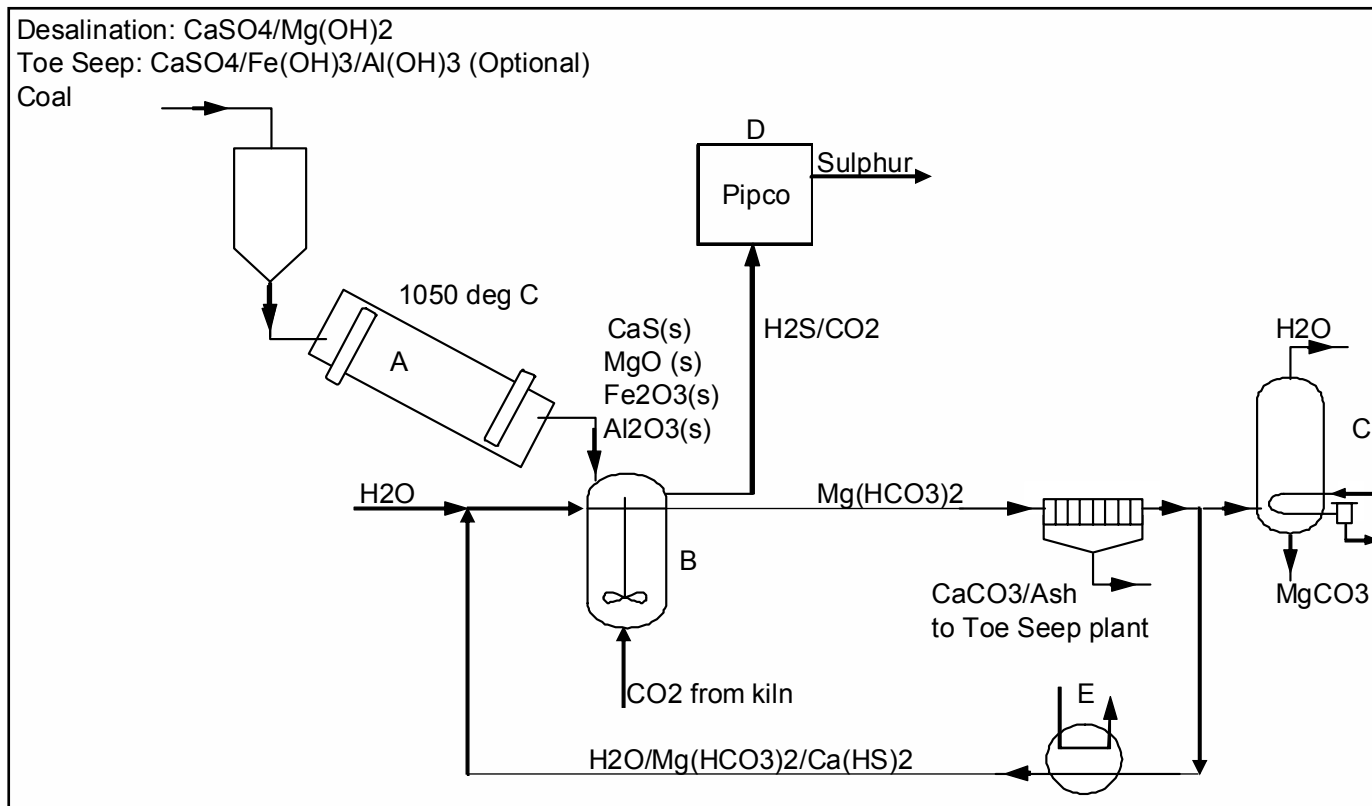 Desalination: CaSO4/Mg(OH)2
Toe Seep: CaSO4/Fe(OH)3/Al(OH)3 (Optional)
Coal
D
Sulphur
Pipco
1050 deg C
A
CaS(s)
MgO (s)
Fe2O3(s)
Al2O3(s)
H2S/CO2
H2O
C
H2O
Mg(HCO3)2
B
CaCO3/Ash
to Toe Seep plant
MgCO3
CO2 from kiln
E
H2O/Mg(HCO3)2/Ca(HS)2